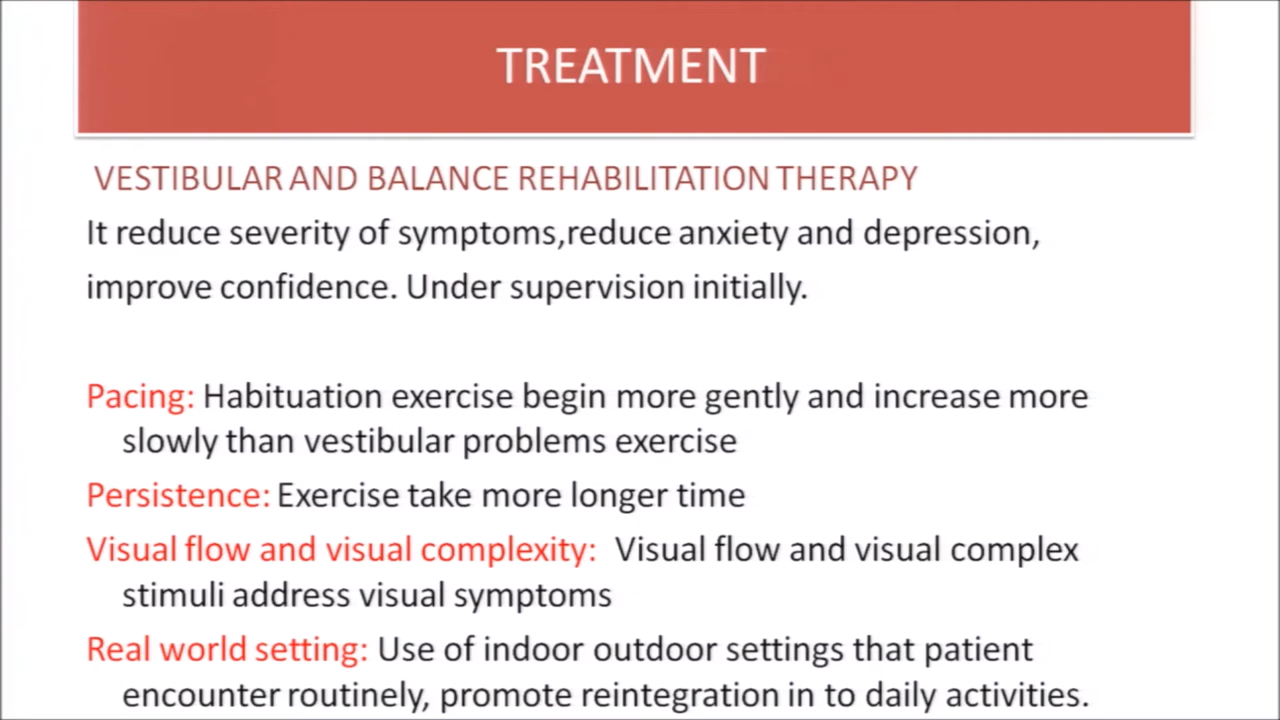 TREATMENT
VESTIBULAR AND BALANCE REHABILITATION THERAPY
It reduce severity of symptoms,reduce anxiety and depression,
improve confidence. Under supervision initially.
Pacing: Habituation exercise begin more gently and increase more
slowly than vestibular problems exercise
Persistence: Exercise take more longer time
Visual flow and visual complexity: Visual flow and visual complex
stimuli address visual symptoms
Real world setting: Use of indoor outdoor settings that patient
encounter routinely, promote reintegration in to daily activities.